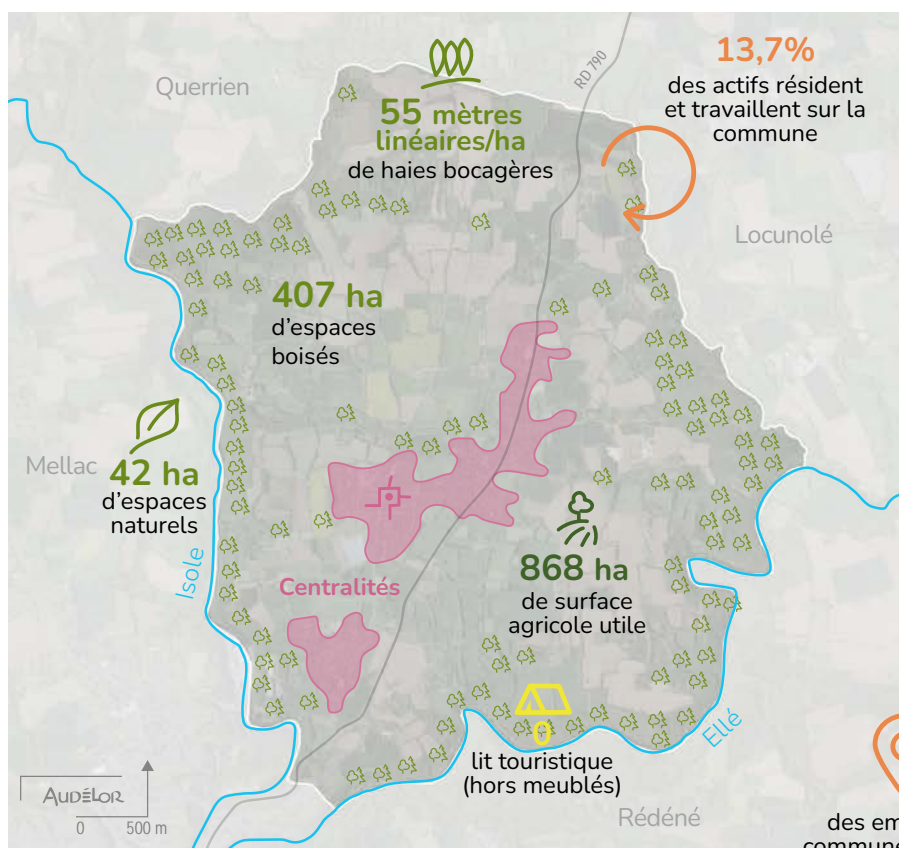 Querrien
RD 790
13,7%
des actifs résident
et travaillent sur la
commune
55 mètres
linéaires/ha
de haies bocagères
Locunolé
407 ha
d'espaces
boisés
Mellac
42 ha
d'espaces
naturels
Isole
868 ha
de surface
agricole utile
Centralités
0
lit touristique
(hors meublés)
Ellé
AUDÉLOR
0 500 m
Rédéné
des em
commune